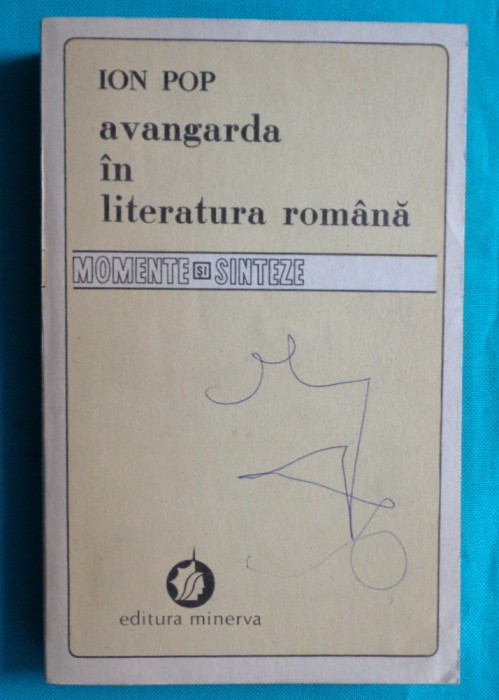 ION POP
avangarda
în
literatura română
MOMENTE ȘI SINTEZE
editura minerva